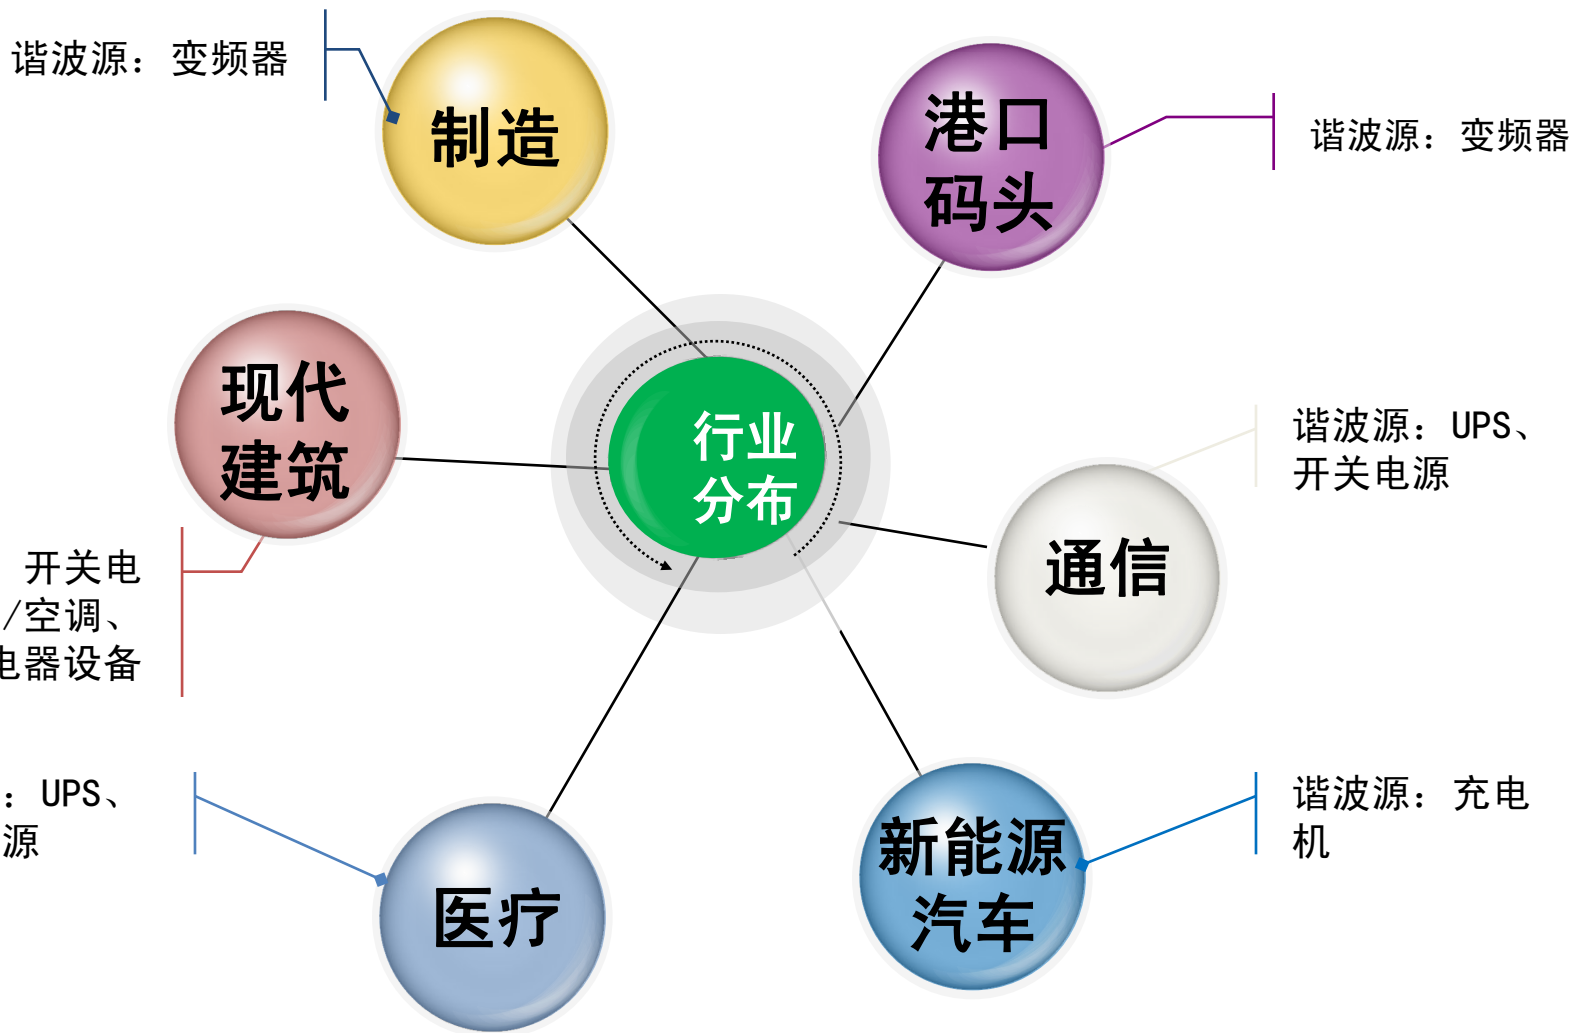 谐波源：变频器
制造
港口
码头
谐波源：变频器
现代
建筑
行业
分布
谐波源：UPS、
开关电源
通信
开关电
/空调、
电器设备
：UPS、
源
医疗
新能源
汽车
谐波源：充电
机